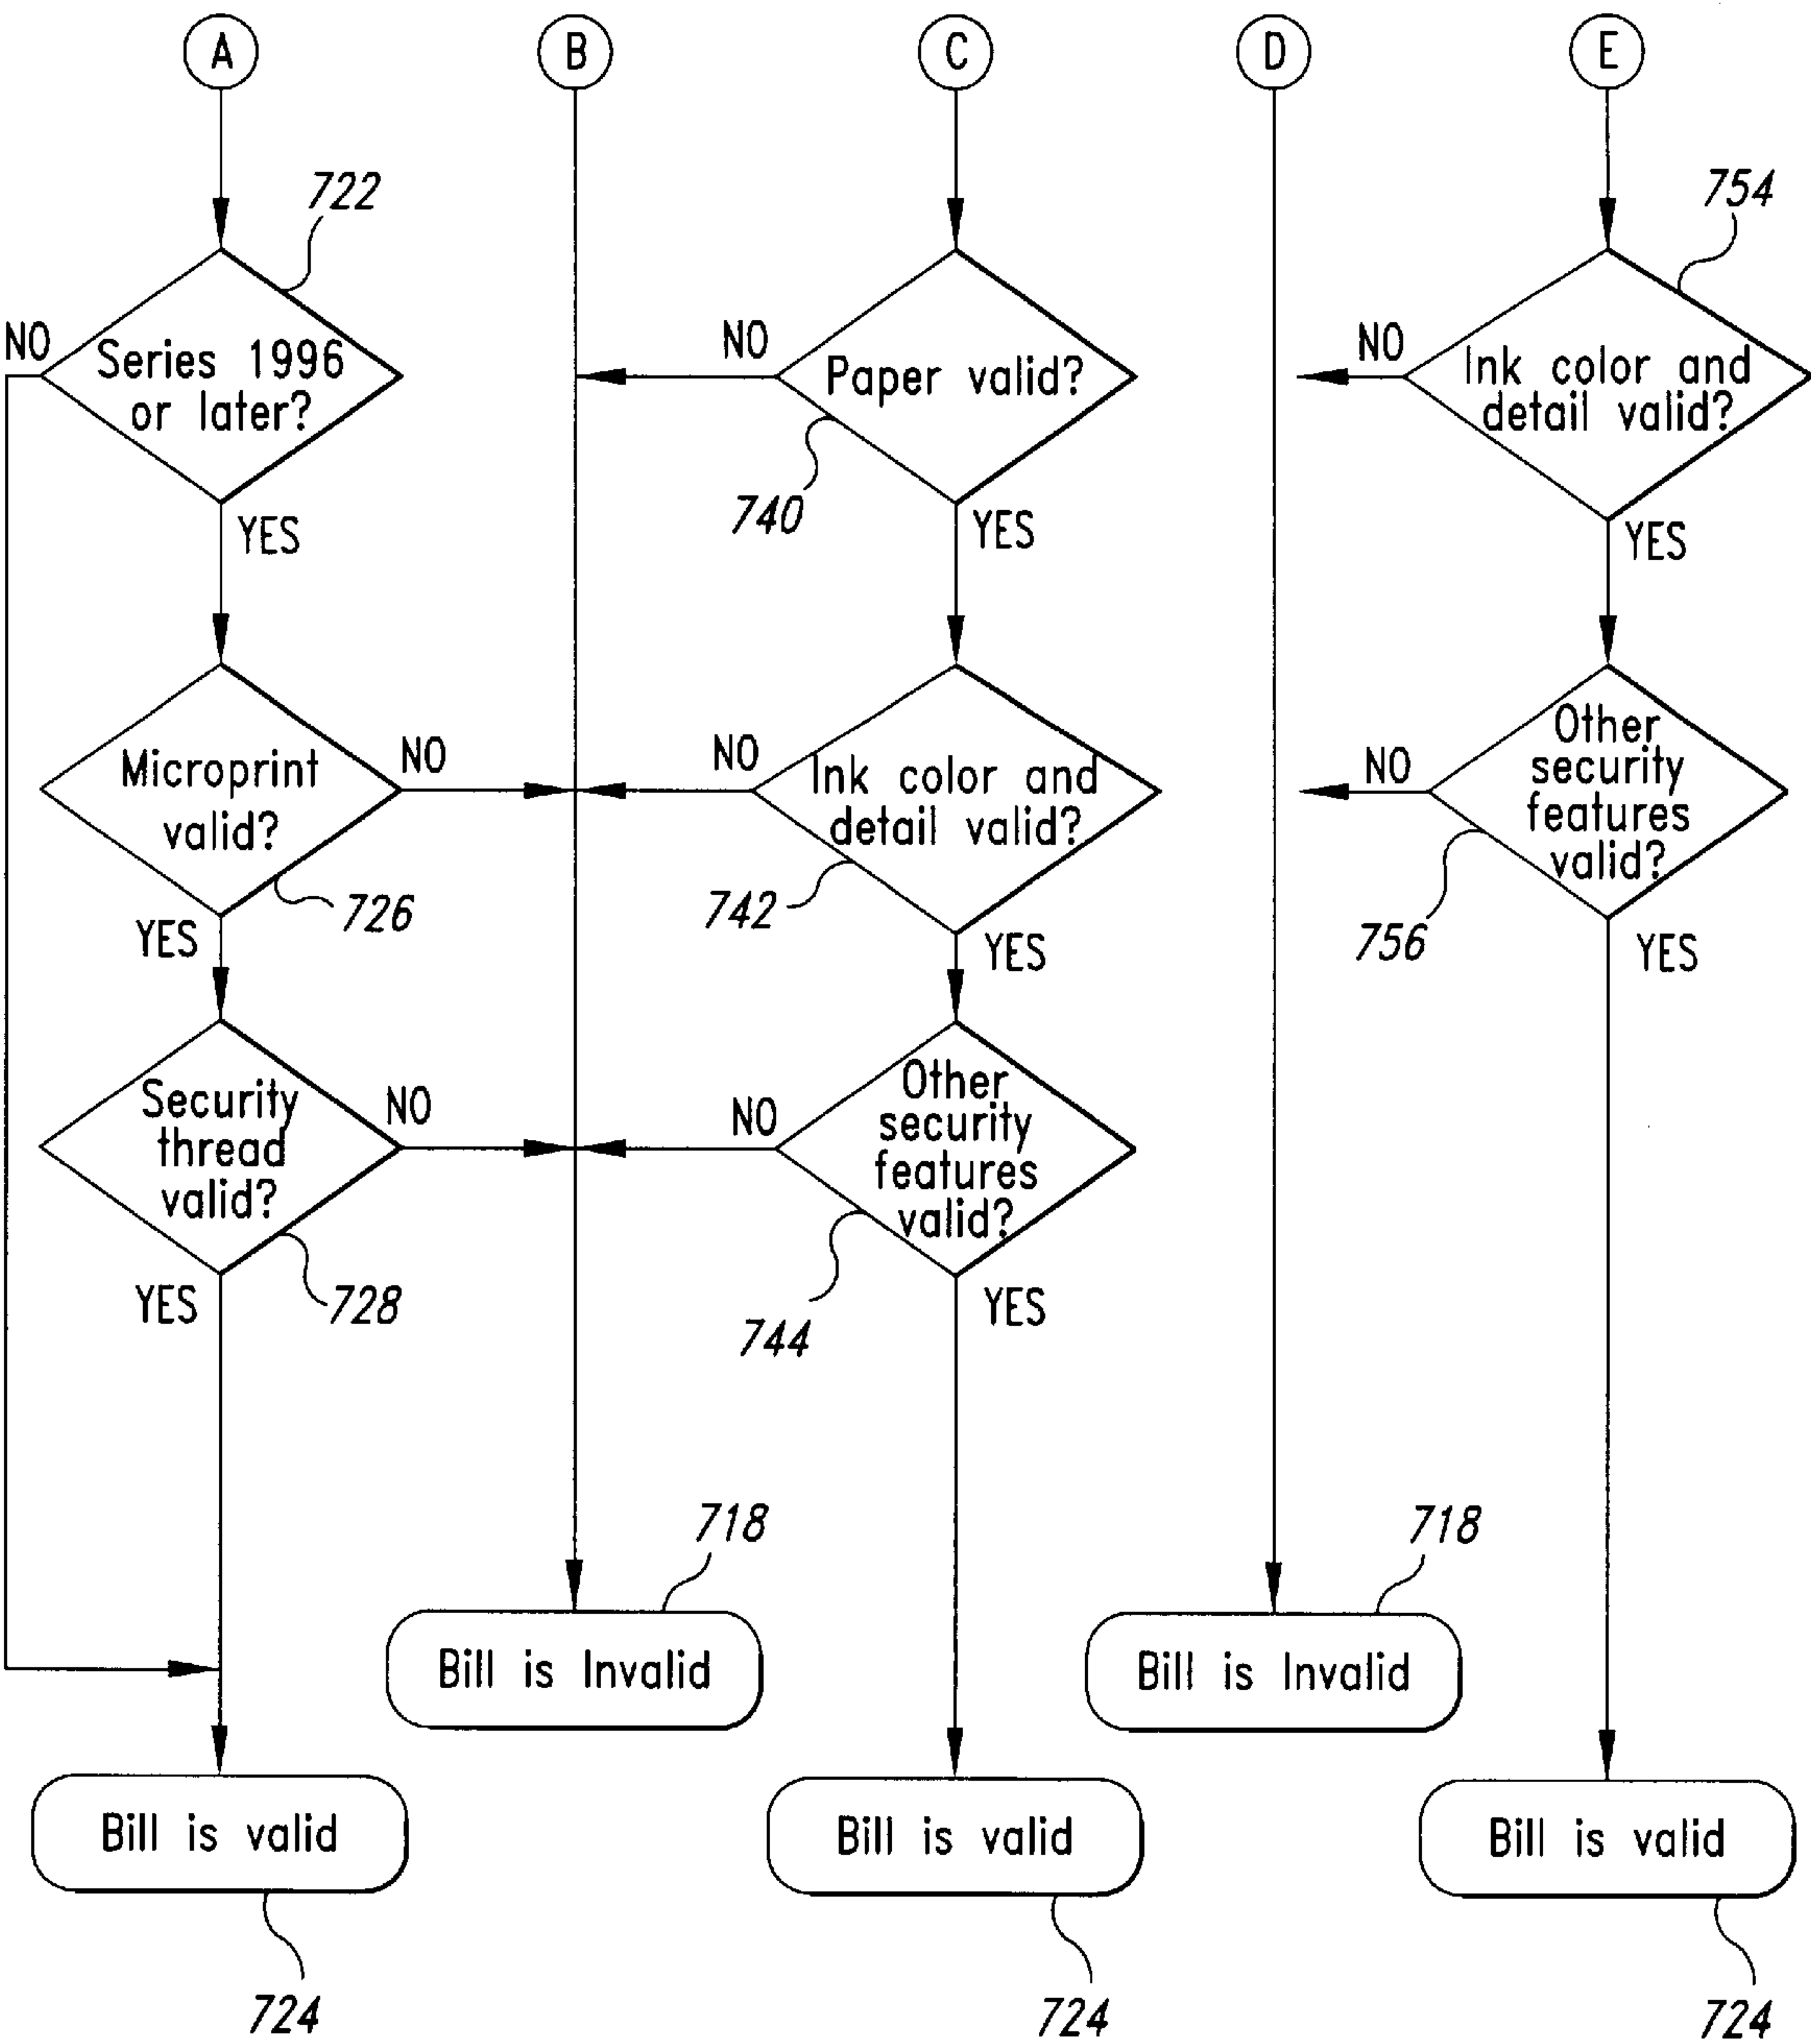 A
B
C
D
E
722
754
NO
Series 1996
or later?
YES
NO
Paper valid?
740
YES
NO
Ink color and
detail valid?
YES
Microprint
valid?
NO
726
YES
NO
Ink color and
detail valid?
742
YES
NO
Other
security
features
valid?
756
YES
Security
thread
valid?
NO
728
YES
NO
Other
security
features
valid?
744
YES
718
Bill is Invalid
718
Bill is Invalid
Bill is valid
724
Bill is valid
724
Bill is valid
724